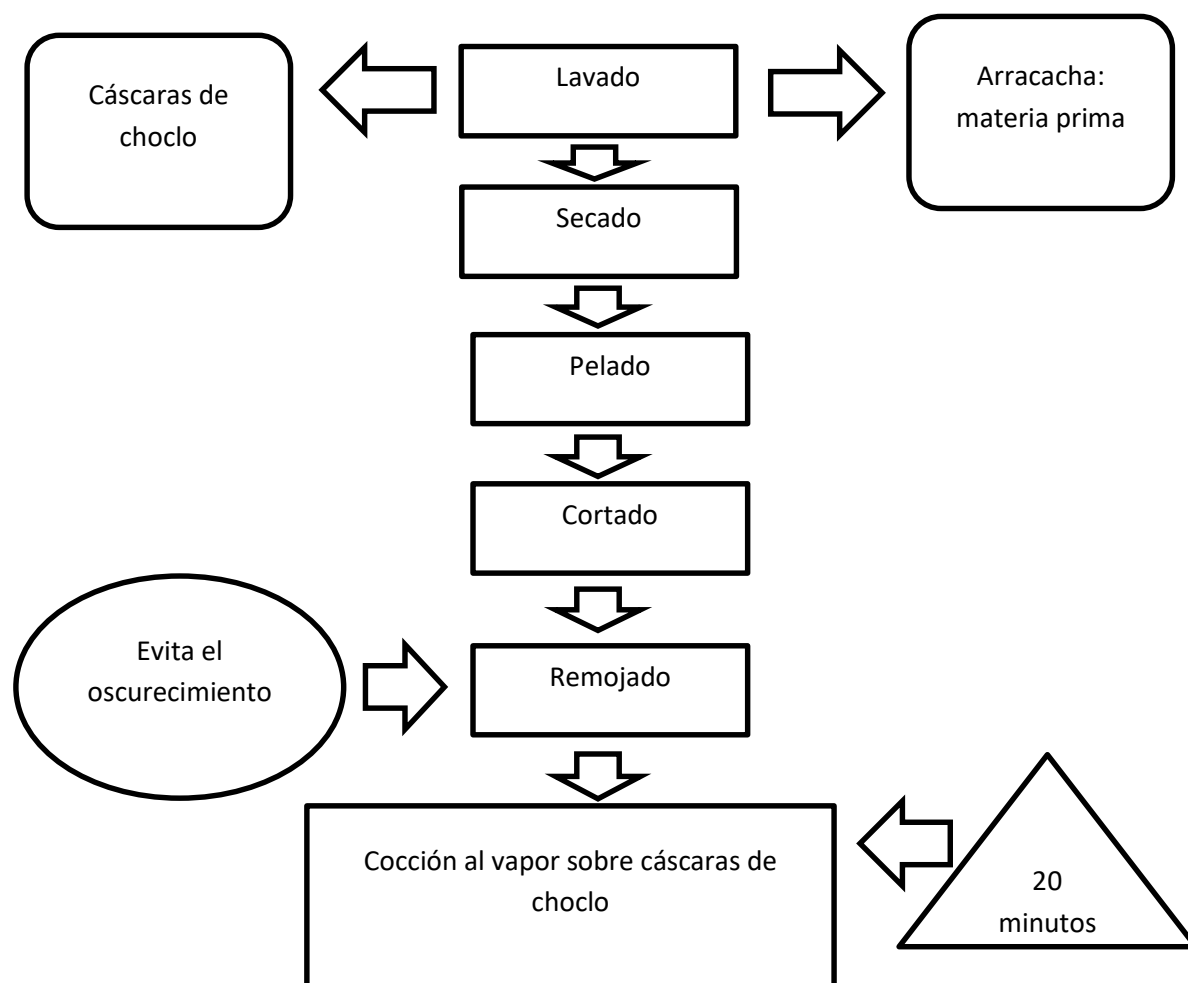 Cáscaras de
choclo
Lavado
Arracacha:
materia prima
Secado
Pelado
Cortado
Evita el
oscurecimiento
Remojado
Cocción al vapor sobre cáscaras de
choclo
20
minutos